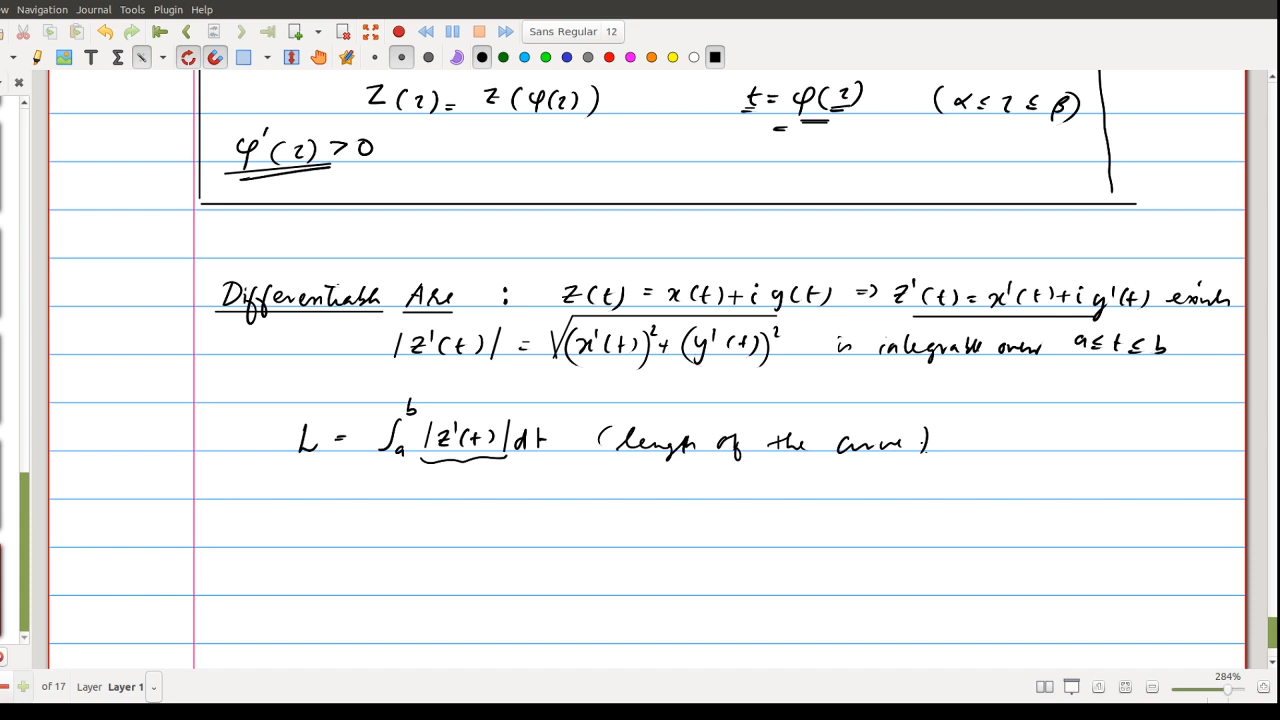 w Navigation Journal Tools Plugin Help
Sans Regular 12
Z(τ) = z(φ(τ)) t = φ(τ) (α ≤ τ ≤ β)
φ'(τ) > 0
Differentiable Arc : z(t) = x(t) + i y(t) ⇒ z'(t) = x'(t) + i y'(t) exists
|z'(t)| = √(x'(t))² + (y'(t))² is integrable over a ≤ t ≤ b
L = ∫ₐᵇ |z'(t)| dt (length of the curve)
of 17 Layer Layer 1 284%